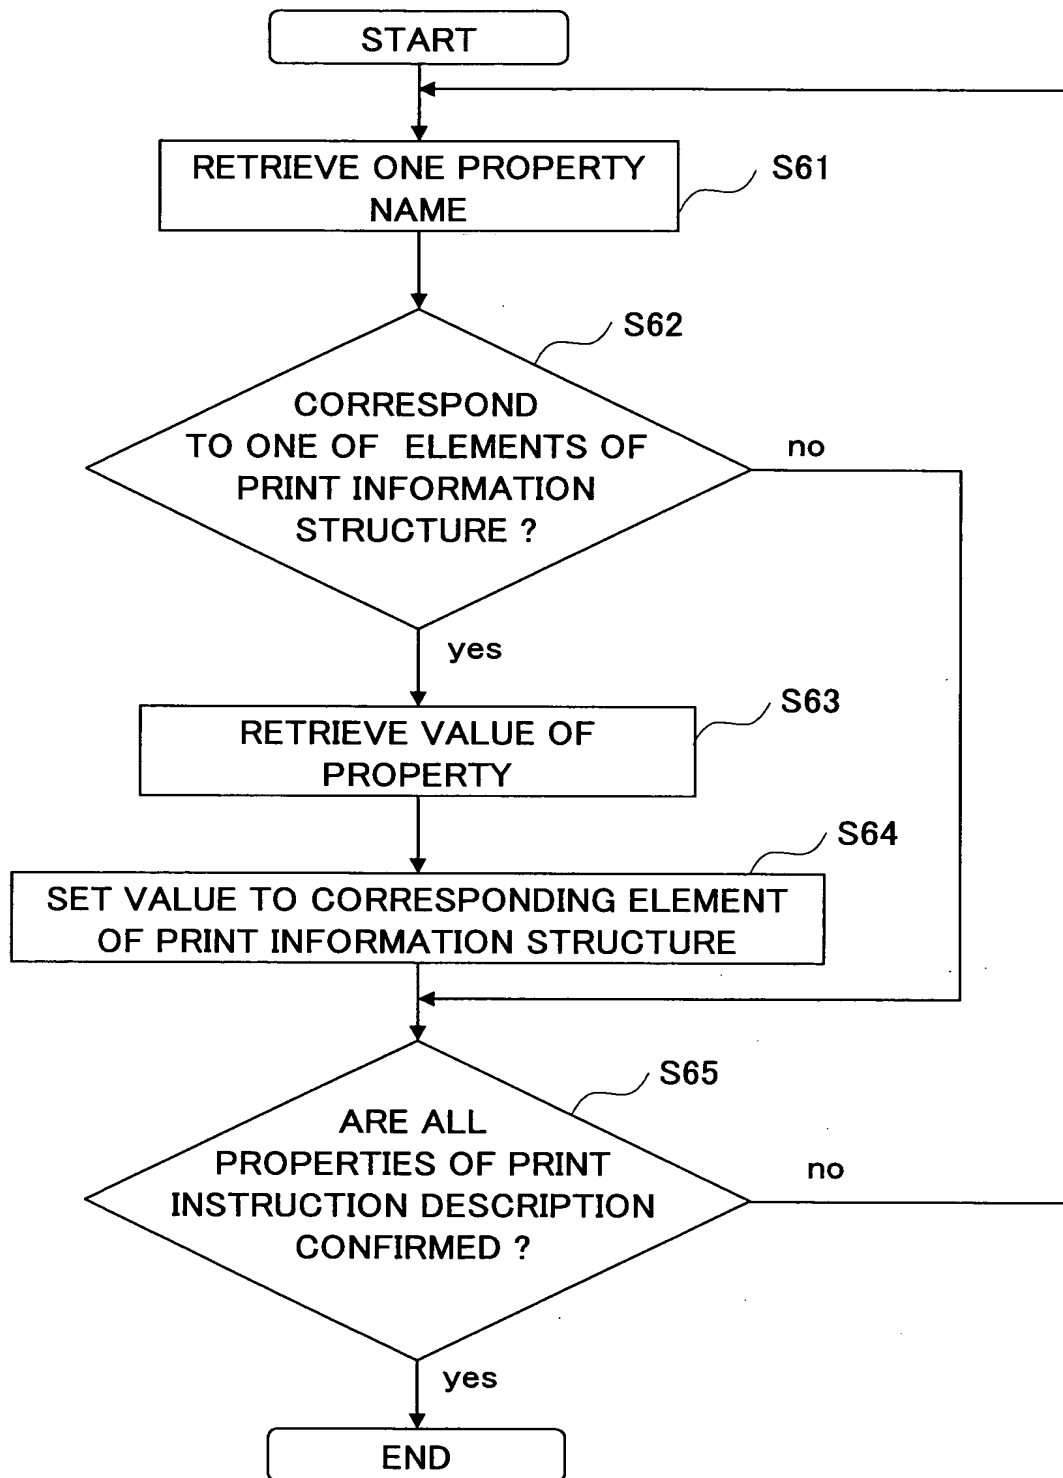 START
RETRIEVE ONE PROPERTY
NAME
S61
S62
CORRESPOND
TO ONE OF ELEMENTS OF
PRINT INFORMATION
STRUCTURE ?
no
yes
S63
RETRIEVE VALUE OF
PROPERTY
S64
SET VALUE TO CORRESPONDING ELEMENT
OF PRINT INFORMATION STRUCTURE
S65
ARE ALL
PROPERTIES OF PRINT
INSTRUCTION DESCRIPTION
CONFIRMED ?
no
yes
END